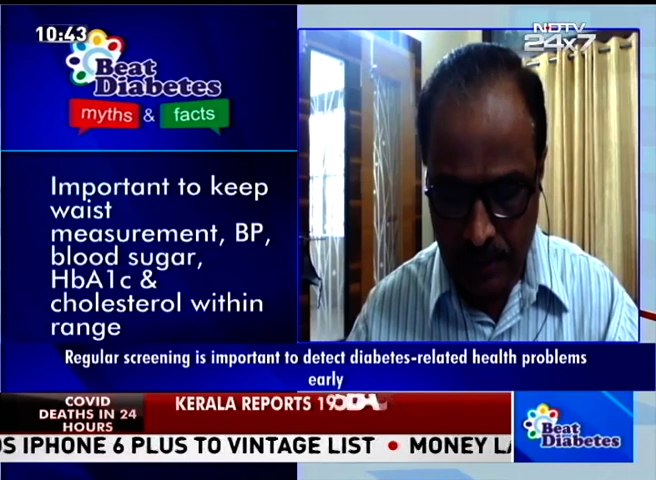 10:43
NDTV
24x7
Beat
Diabetes
myths & facts
Important to keep
waist
measurement, BP,
blood sugar,
HbA1c &
cholesterol within
range
Regular screening is important to detect diabetes-related health problems
early
COVID
DEATHS IN 24
HOURS
KERALA REPORTS
IPHONE 6 PLUS TO VINTAGE LIST • MONEY
Beat
Diabetes